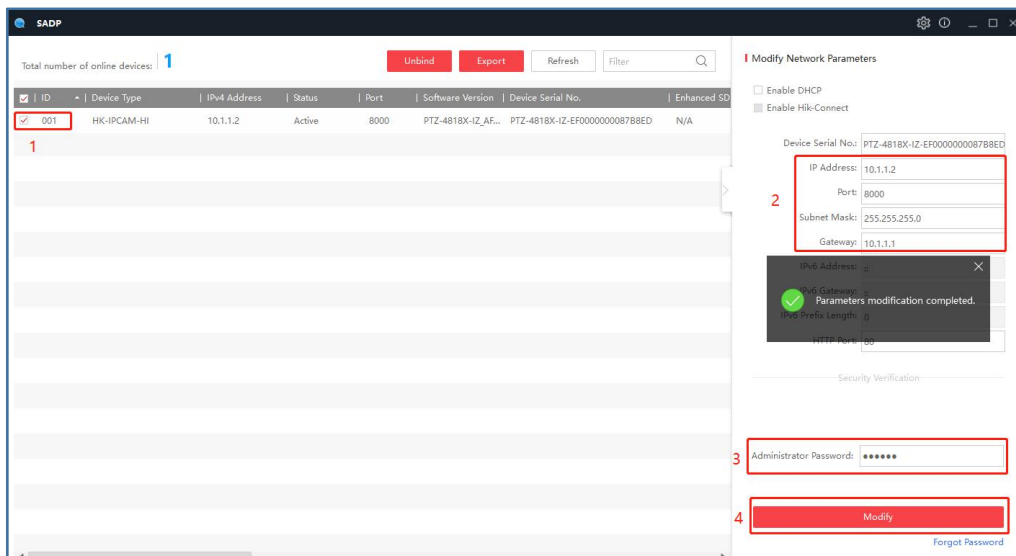 SADP
Total number of online devices: 1
Unbind
Export
Refresh
Filter
ID
Device Type
IPv4 Address
Status
Port
Software Version
Device Serial No.
Enhanced SD
001
HK-IPCAM-HI
10.1.1.2
Active
8000
PTZ-4818X-IZ_AF...
PTZ-4818X-IZ-EF0000000087B8ED
N/A
1
Modify Network Parameters
Enable DHCP
Enable Hik-Connect
Device Serial No.: PTZ-4818X-IZ-EF0000000087B8ED
2
IP Address: 10.1.1.2
Port: 8000
Subnet Mask: 255.255.255.0
Gateway: 10.1.1.1
IPv6 Address: ::
IPv6 Gateway: ::
Parameters modification completed.
IPv6 Prefix Length: 0
HTTP Port: 80
Security Verification
3
Administrator Password: ●●●●●●
4
Modify
Forgot Password